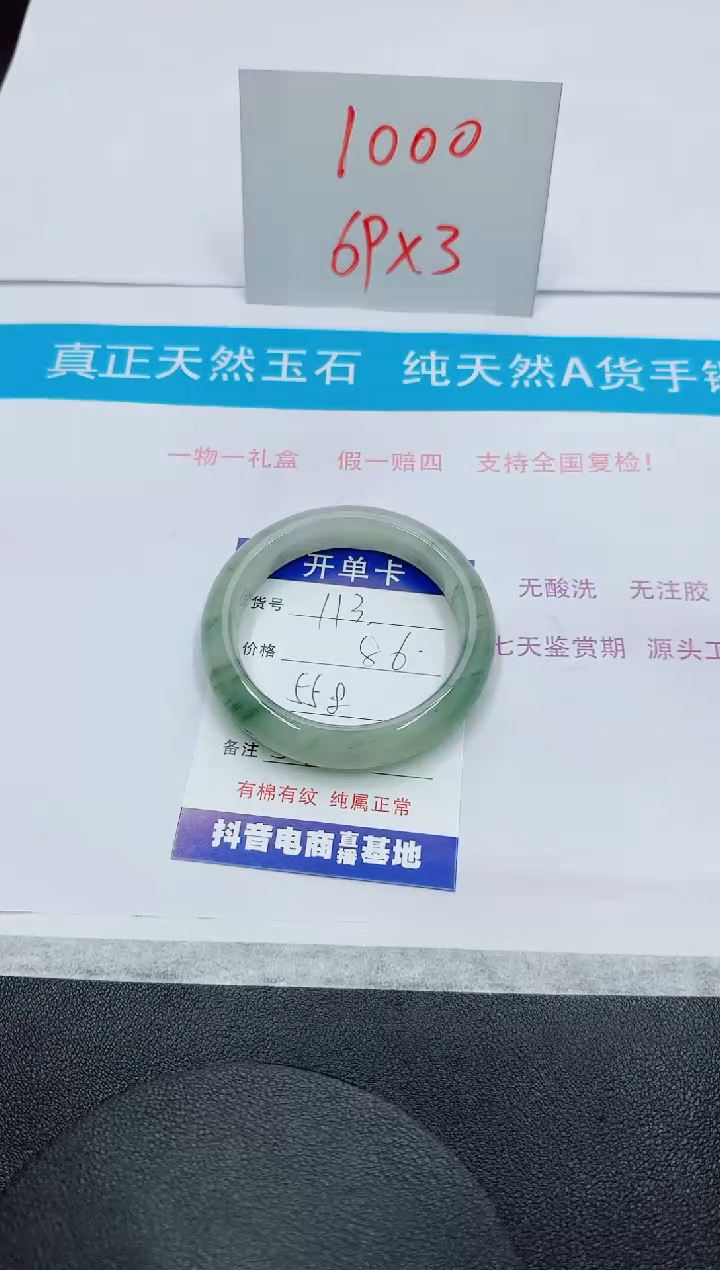 1000
6P×3
真正天然玉石 纯天然A货手
一物一礼盒 假一赔四 支持全国复检!
无酸洗 无注胶
七天鉴赏期 源头
开单卡
货号 113
价格 86.
558
备注
有棉有纹 纯属正常
抖音电商直播基地